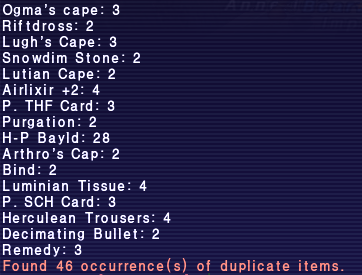 Ogma's cape: 3
Riftdross: 2
Lugh's Cape: 3
Snowdim Stone: 2
Lutian Cape: 2
Airlixir +2: 4
P. THF Card: 3
Purgation: 2
H-P Bayld: 28
Arthro's Cap: 2
Bind: 2
Luminian Tissue: 4
P. SCH Card: 3
Herculean Trousers: 4
Decimating Bullet: 2
Remedy: 3
Found 46 occurrence(s) of duplicate items.